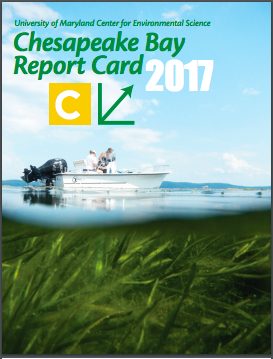 University of Maryland Center for Environmental Science
Chesapeake Bay
Report Card 2017
C